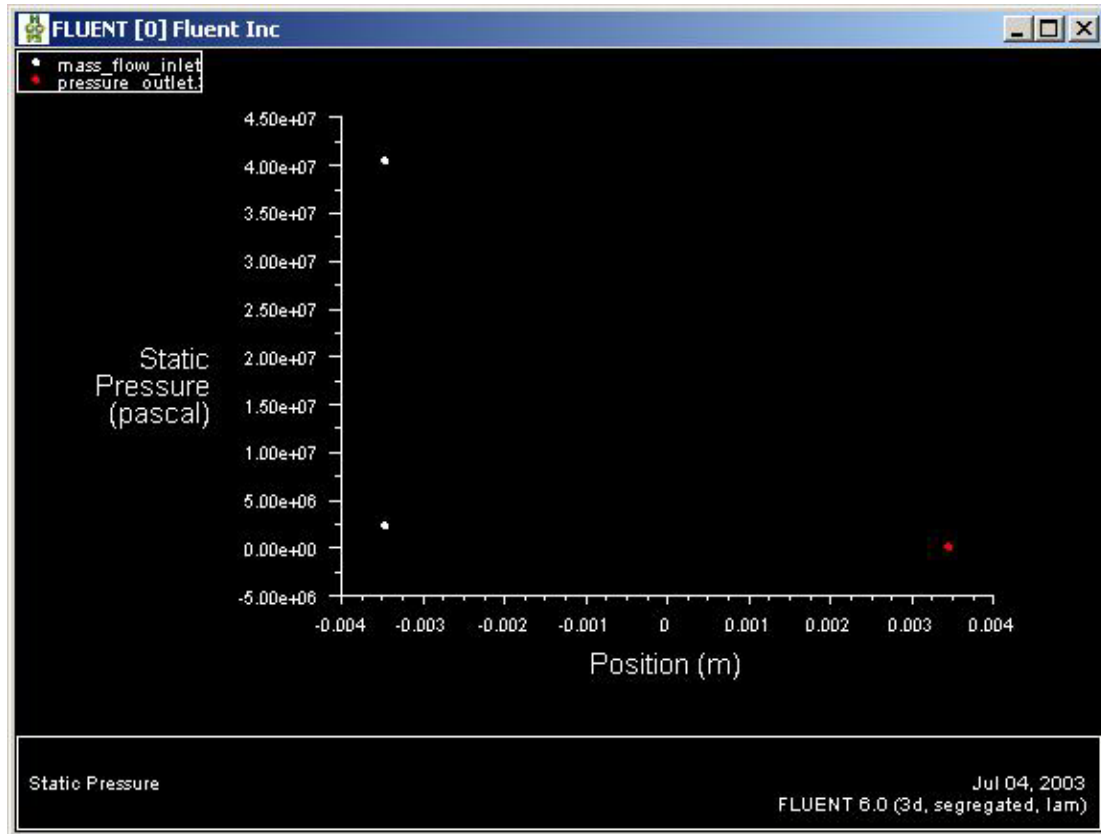 FLUENT [0] Fluent Inc
mass_flow_inlet
pressure_outlet.
4.50e+07
4.00e+07
3.50e+07
3.00e+07
2.50e+07
2.00e+07
1.50e+07
1.00e+07
5.00e+06
0.00e+00
-5.00e+06
Static
Pressure
(pascal)
-0.004 -0.003 -0.002 -0.001 0 0.001 0.002 0.003 0.004
Position (m)
Static Pressure
Jul 04, 2003
FLUENT 6.0 (3d, segregated, lam)